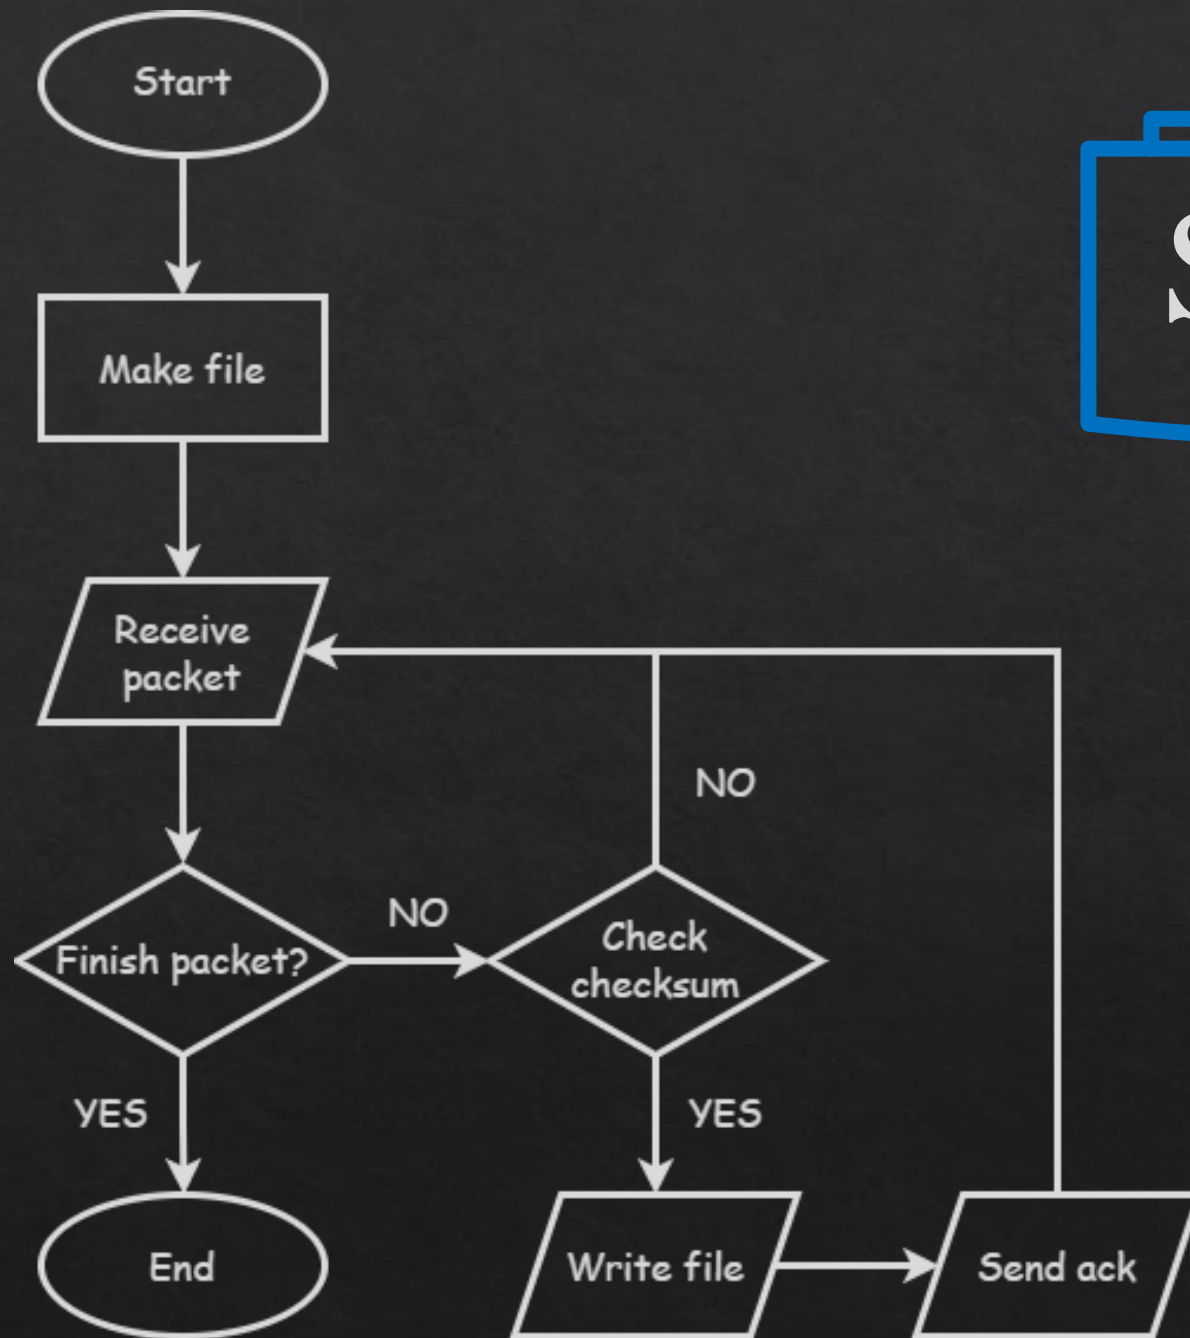 Start
Make file
Receive
packet
NO
Finish packet?
NO
Check
checksum
YES
YES
End
Write file
Send ack
S